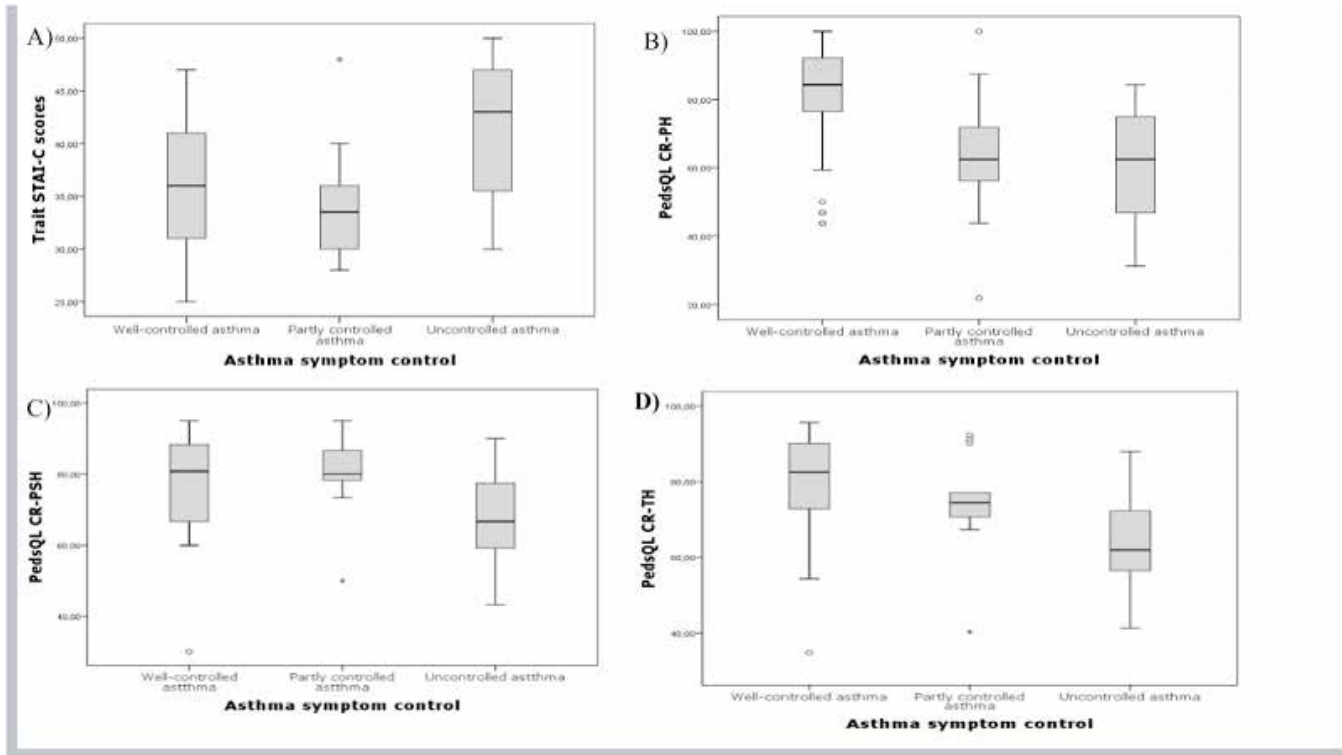 A)
Trait STAI-C scores
50,00
45,00
40,00
35,00
30,00
25,00
Well-controlled asthma
Partly controlled
asthma
Uncontrolled asthma
Asthma symptom control
B)
PedsQL CR-PH
100,00
80,00
60,00
40,00
20,00
Well-controlled asthma
Partly controlled
asthma
Uncontrolled asthma
Asthma symptom control
C)
PedsQL CR-PSH
100,00
80,00
60,00
40,00
Well-controlled
astthma
Partly controlled
asthma
Uncontrolled asthma
Asthma symptom control
D)
PedsQL CR-TH
100,00
80,00
60,00
40,00
Well-controlled asthma
Partly controlled
asthma
Uncontrolled asthma
Asthma symptom control